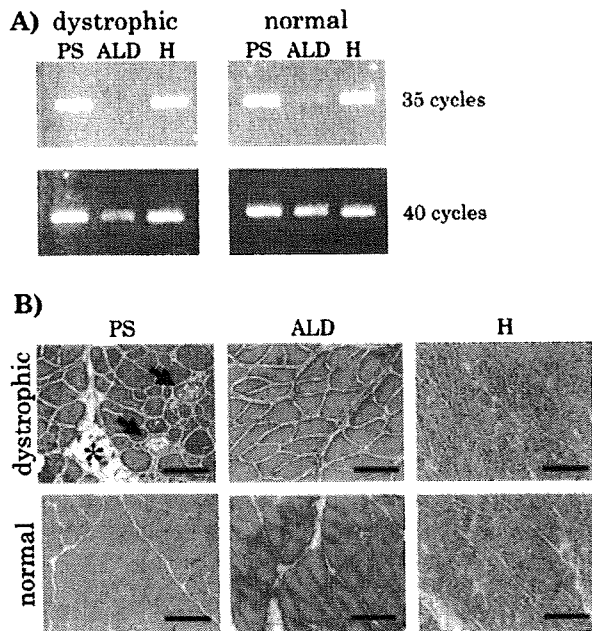 A) dystrophic normal
PS ALD H PS ALD H
35 cycles
40 cycles
B)
PS ALD H
dystrophic
*
normal